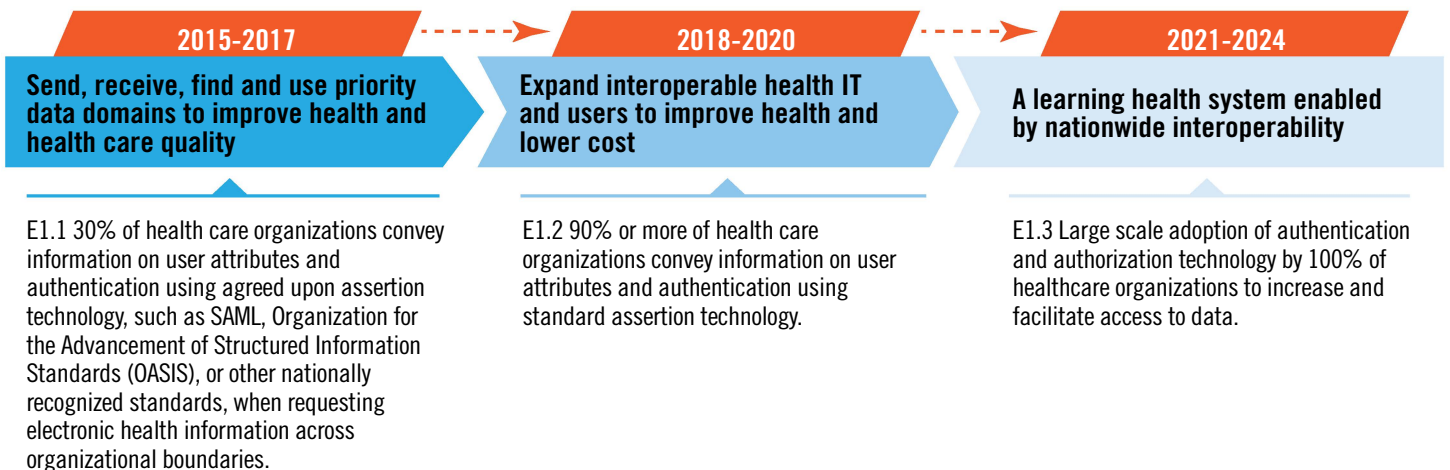 2015-2017
Send, receive, find and use priority
data domains to improve health and
health care quality
E1.1 30% of health care organizations convey
information on user attributes and
authentication using agreed upon assertion
technology, such as SAML, Organization for
the Advancement of Structured Information
Standards (OASIS), or other nationally
recognized standards, when requesting
electronic health information across
organizational boundaries.
2018-2020
Expand interoperable health IT
and users to improve health and
lower cost
E1.2 90% or more of health care
organizations convey information on user
attributes and authentication using
standard assertion technology.
2021-2024
A learning health system enabled
by nationwide interoperability
E1.3 Large scale adoption of authentication
and authorization technology by 100% of
healthcare organizations to increase and
facilitate access to data.